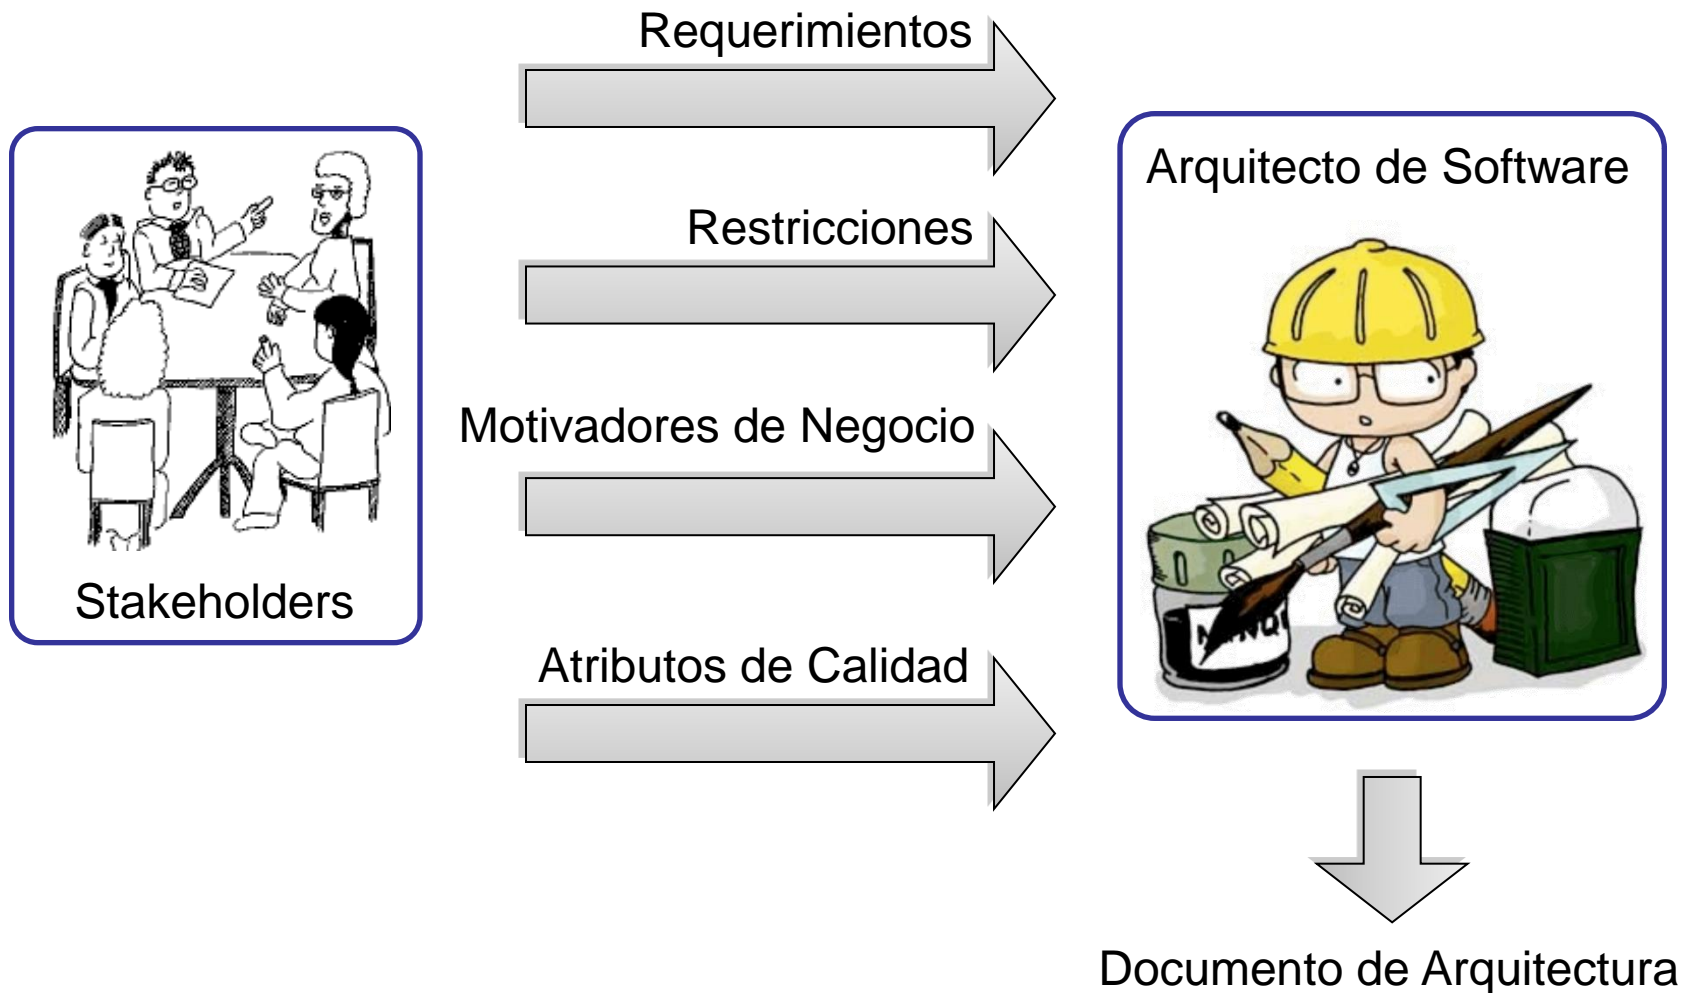 Requerimientos
Arquitecto de Software
Restricciones
Motivadores de Negocio
Stakeholders
Atributos de Calidad
Documento de Arquitectura